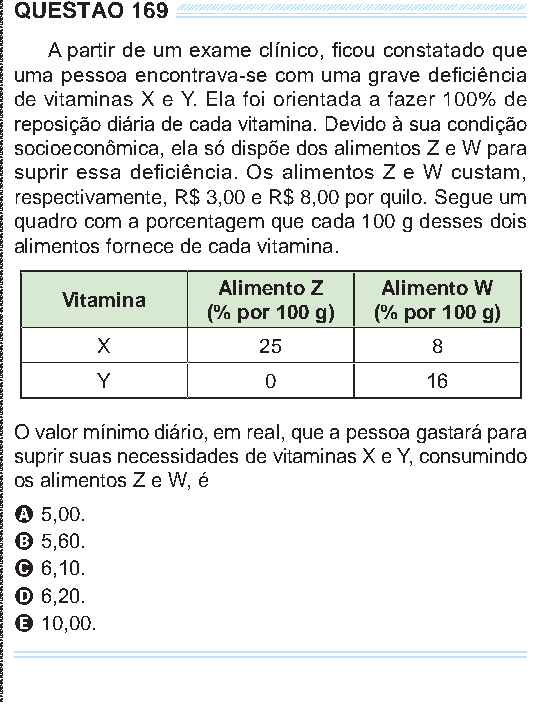 QUESTÃO 169
A partir de um exame clínico, ficou constatado que
uma pessoa encontrava-se com uma grave deficiência
de vitaminas X e Y. Ela foi orientada a fazer 100% de
reposição diária de cada vitamina. Devido à sua condição
socioeconômica, ela só dispõe dos alimentos Z e W para
suprir essa deficiência. Os alimentos Z e W custam,
respectivamente, R$ 3,00 e R$ 8,00 por quilo. Segue um
quadro com a porcentagem que cada 100 g desses dois
alimentos fornece de cada vitamina.
Vitamina Alimento Z (% por 100 g) Alimento W (% por 100 g)
X 25 8
Y 0 16
O valor mínimo diário, em real, que a pessoa gastará para
suprir suas necessidades de vitaminas X e Y, consumindo
os alimentos Z e W, é
A 5,00.
B 5,60.
C 6,10.
D 6,20.
E 10,00.